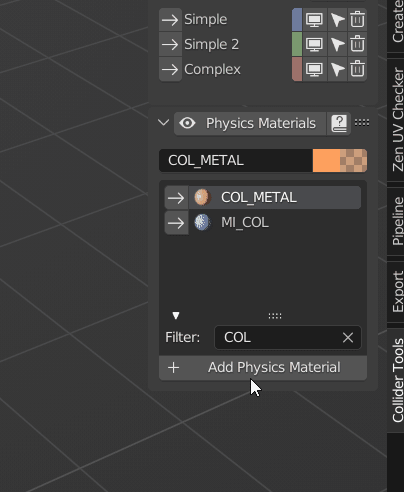 Simple
Simple 2
Complex
Physics Materials
COL_METAL
COL_METAL
MI_COL
Filter: COL
Add Physics Material
Create
Zen UV Checker
Pipeline
Export
Collider Tools